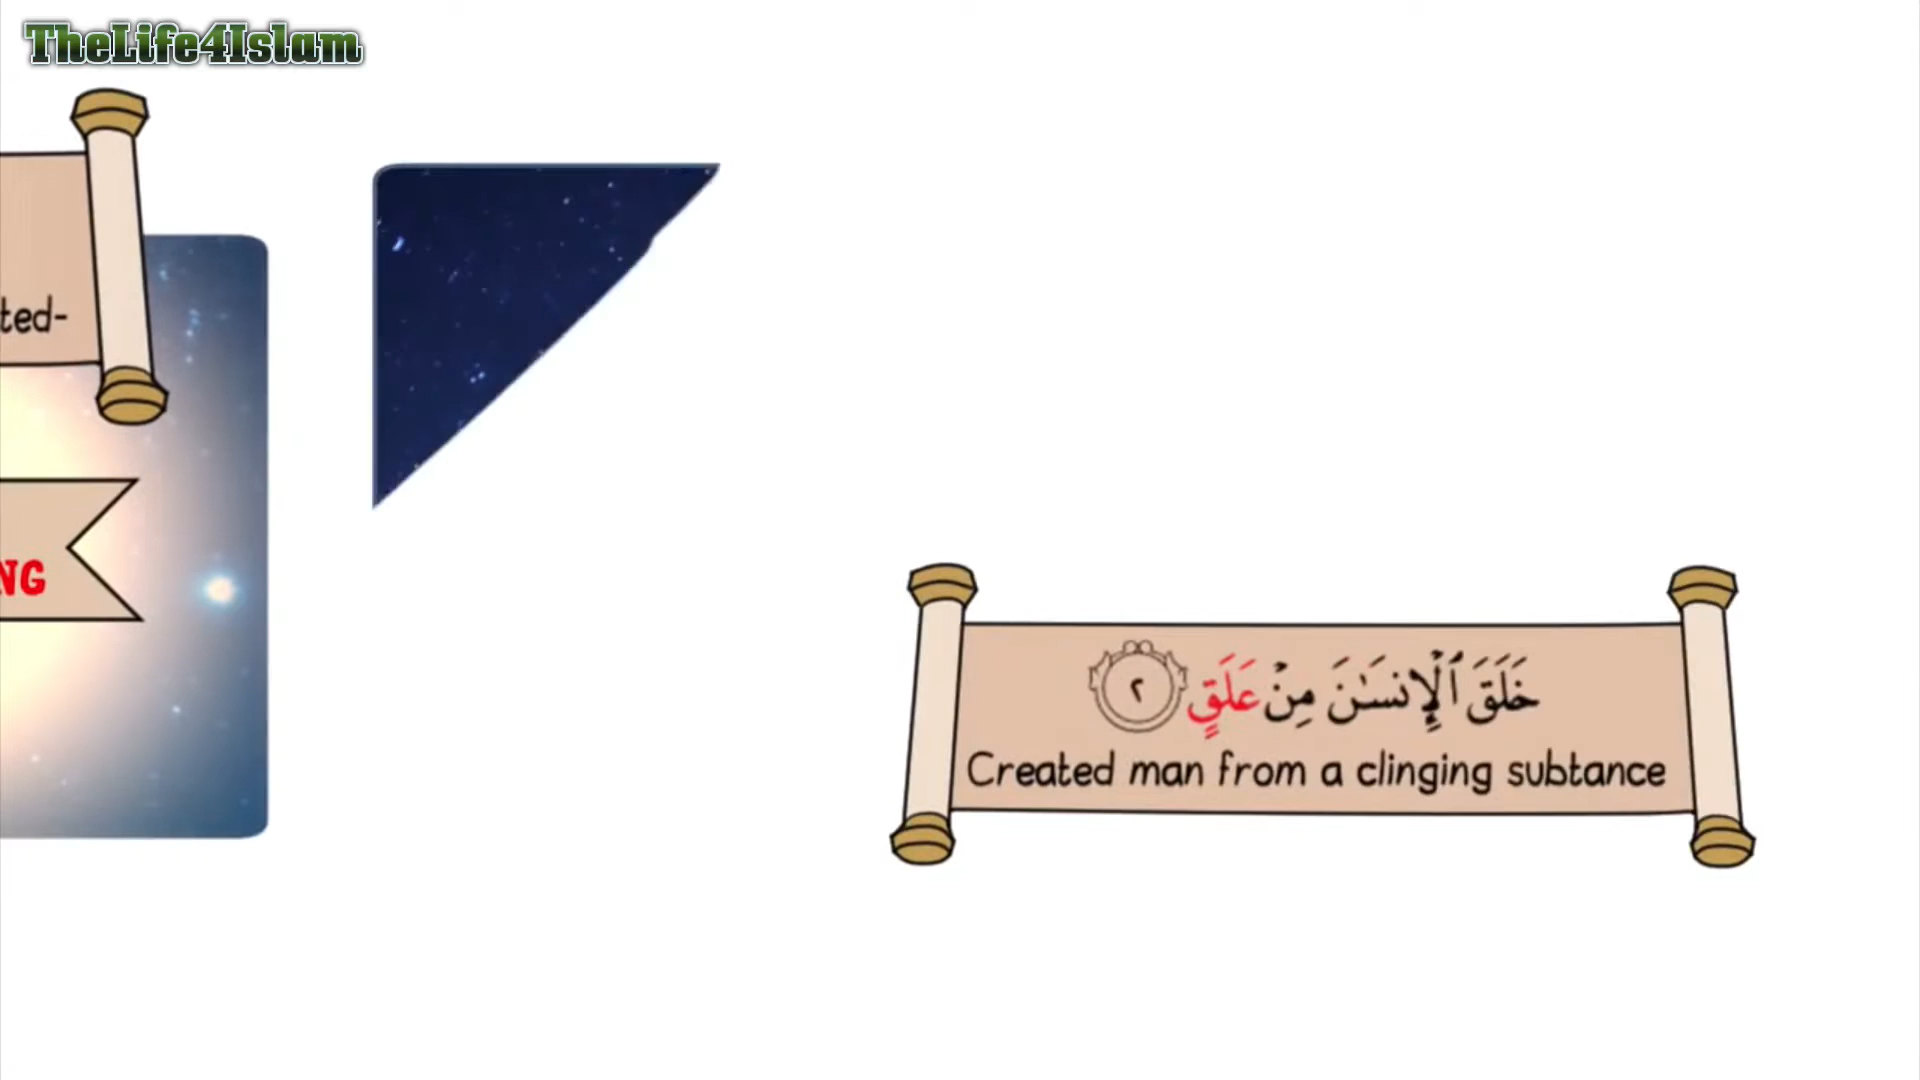 TheLife4Islam
ted-
NG
خَلَقَ ٱلْإِنسَـٰنَ مِنْ عَلَقٍ ٢
Created man from a clinging subtance